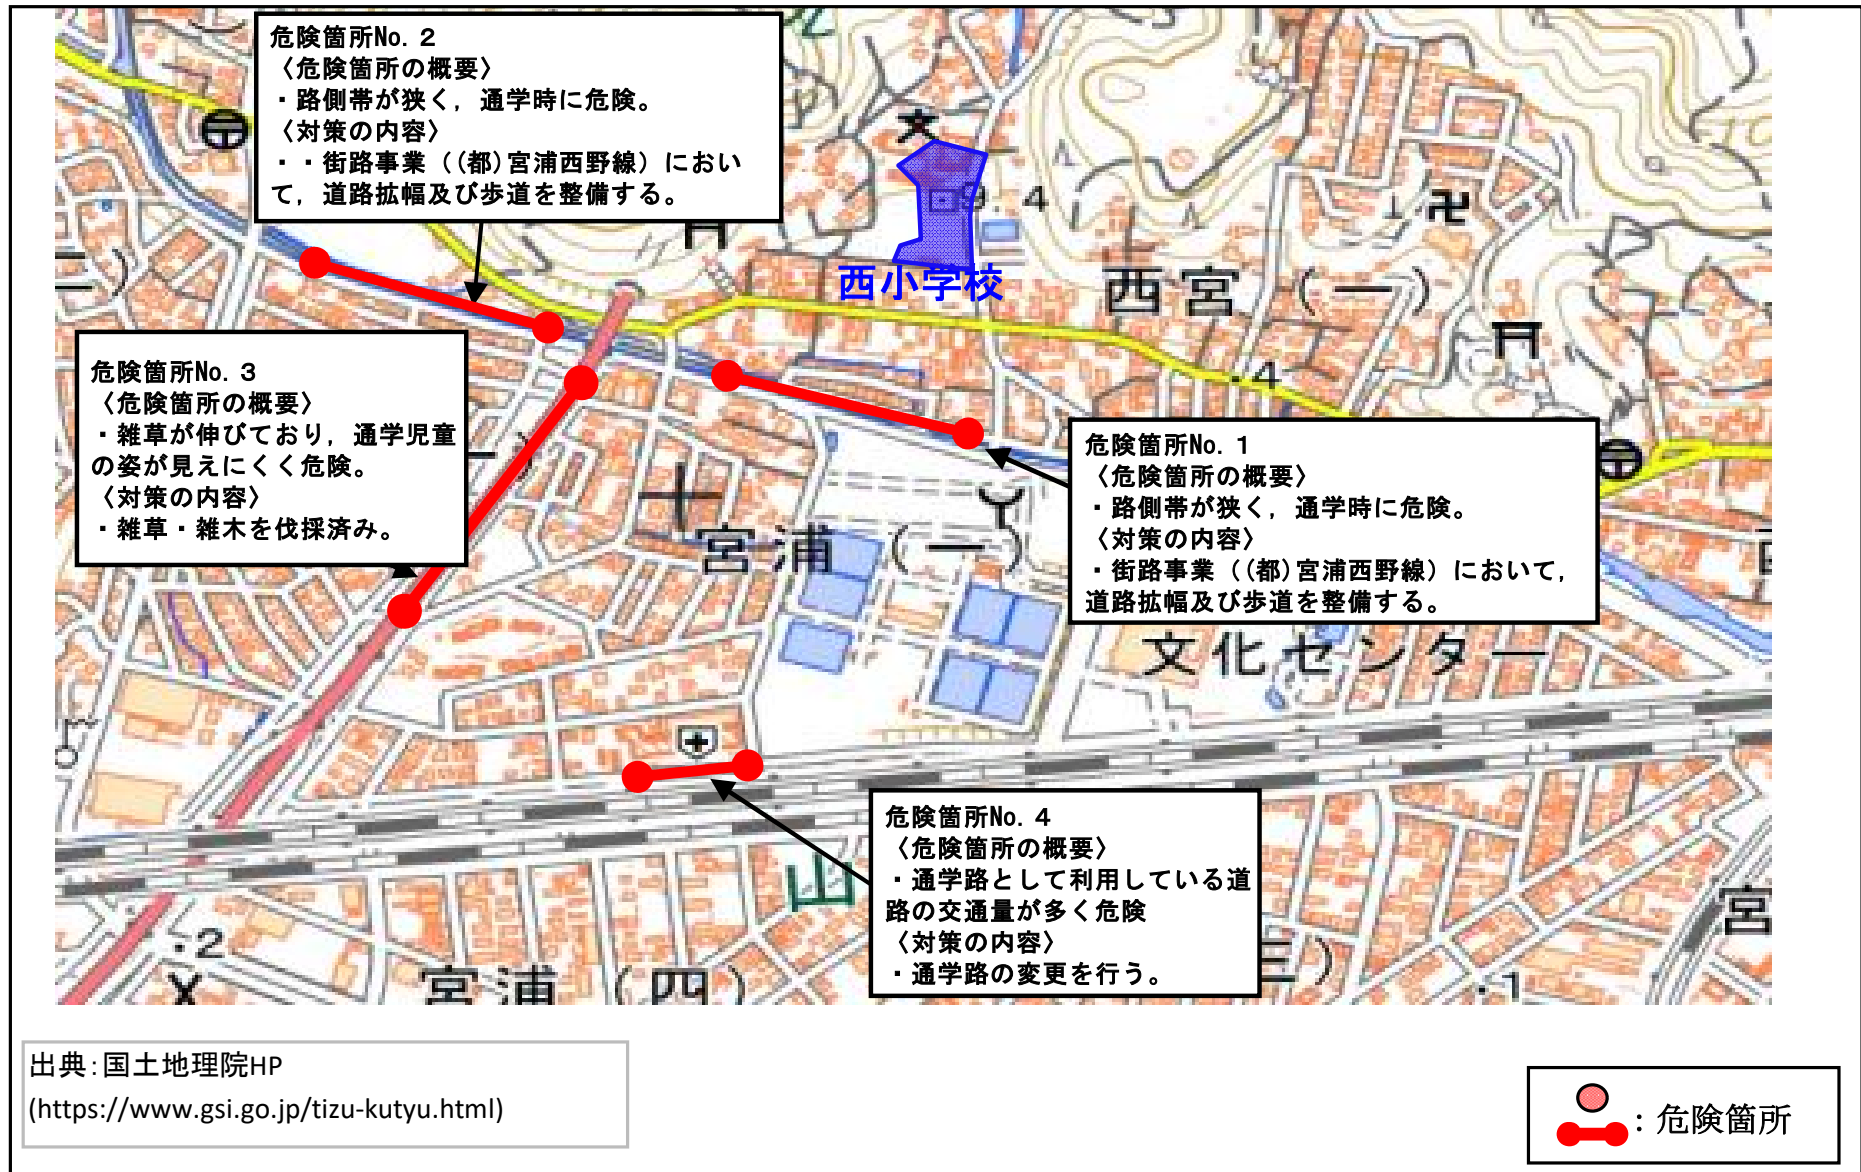 危険箇所No. 2
〈危険箇所の概要〉
・路側帯が狭く，通学時に危険。
〈対策の内容〉
・・街路事業（(都)宮浦西野線）におい
て，道路拡幅及び歩道を整備する。
西小学校
9.4
西宮（一）
・4
危険箇所No. 3
〈危険箇所の概要〉
・雑草が伸びており，通学児童
の姿が見えにくく危険。
〈対策の内容〉
・雑草・雑木を伐採済み。
危険箇所No. 1
〈危険箇所の概要〉
・路側帯が狭く，通学時に危険。
〈対策の内容〉
・街路事業（(都)宮浦西野線）において，
道路拡幅及び歩道を整備する。
宮浦（一）
文化センター
危険箇所No. 4
〈危険箇所の概要〉
・通学路として利用している道
路の交通量が多く危険
〈対策の内容〉
・通学路の変更を行う。
山
宮
・2
宮浦（四）
三）
・1
出典：国土地理院HP
(https://www.gsi.go.jp/tizu-kutyu.html)
：危険箇所